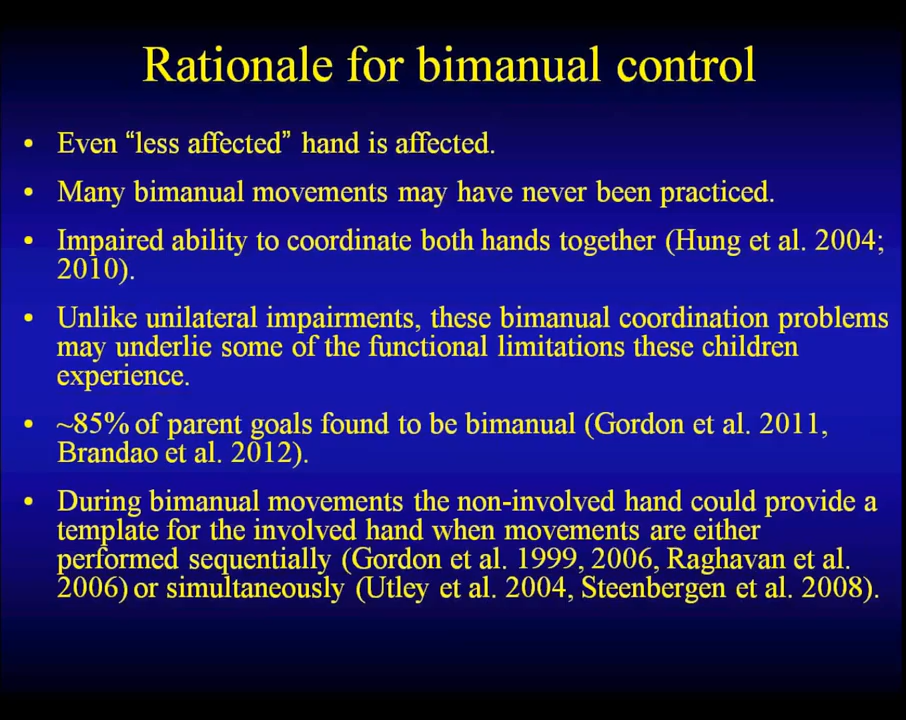 Rationale for bimanual control
• Even “less affected” hand is affected.
• Many bimanual movements may have never been practiced.
• Impaired ability to coordinate both hands together (Hung et al. 2004;
2010).
• Unlike unilateral impairments, these bimanual coordination problems
may underlie some of the functional limitations these children
experience.
• ~85% of parent goals found to be bimanual (Gordon et al. 2011,
Brandao et al. 2012).
• During bimanual movements the non-involved hand could provide a
template for the involved hand when movements are either
performed sequentially (Gordon et al. 1999, 2006, Raghavan et al.
2006) or simultaneously (Utley et al. 2004, Steenbergen et al. 2008).